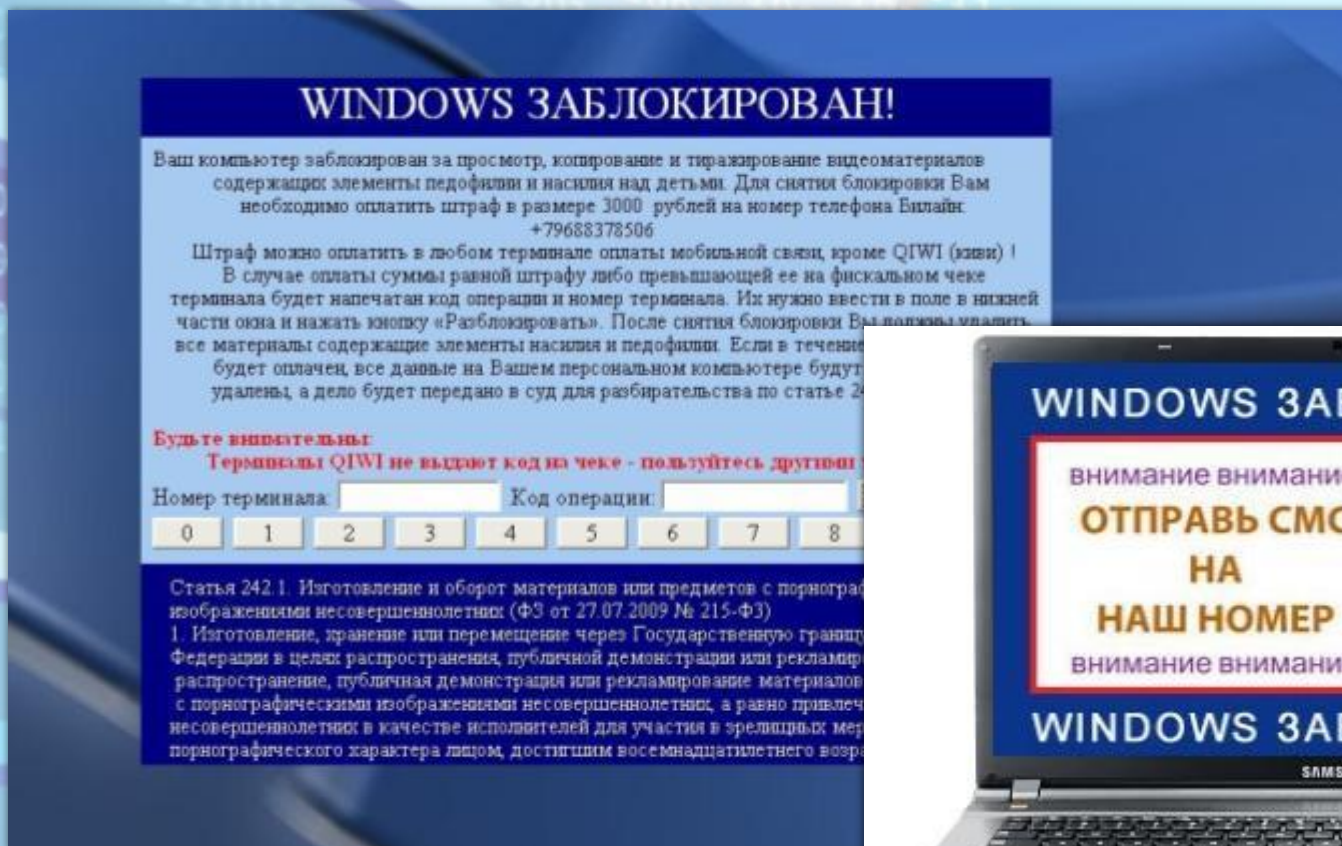 WINDOWS ЗАБЛОКИРОВАН!
Ваш компьютер заблокирован за просмотр, копирование и тиражирование видеоматериалов
содержащих элементы педофилии и насилия над детьми. Для снятия блокировки Вам
необходимо оплатить штраф в размере 3000 рублей на номер телефона Билайн:
+79688378506
Штраф можно оплатить в любом терминале оплаты мобильной связи, кроме QIWI (киви) !
В случае оплаты суммы равной штрафу либо превышающей ее на фискальном чеке
терминала будет напечатан код операции и номер терминала. Их нужно ввести в поле в нижней
части окна и нажать кнопку «Разблокировать». После снятия блокировки Вы должны удалить
все материалы содержащие элементы насилия и педофилии. Если в течение
будет оплачен, все данные на Вашем персональном компьютере будут
удалены, а дело будет передано в суд для разбирательства по статье 24
Будьте внимательны:
Терминалы QIWI не выдают код на чеке - пользуйтесь другими
Номер терминала: Код операции:
0 1 2 3 4 5 6 7 8
Статья 242.1. Изготовление и оборот материалов или предметов с порнограф
изображениями несовершеннолетних (ФЗ от 27.07.2009 № 215-ФЗ)
1. Изготовление, хранение или перемещение через Государственную границу
Федерации в целях распространения, публичной демонстрации или рекламиро
распространение, публичная демонстрация или рекламирование материалов
с порнографическими изображениями несовершеннолетних, а равно привлеч
несовершеннолетних в качестве исполнителей для участия в зрелищных мер
порнографического характера лицом, достигшим восемнадцатилетнего возра
WINDOWS ЗАБ
внимание внимание
ОТПРАВЬ СМС
НА
НАШ НОМЕР
внимание внимани
WINDOWS ЗАБ
SAMS